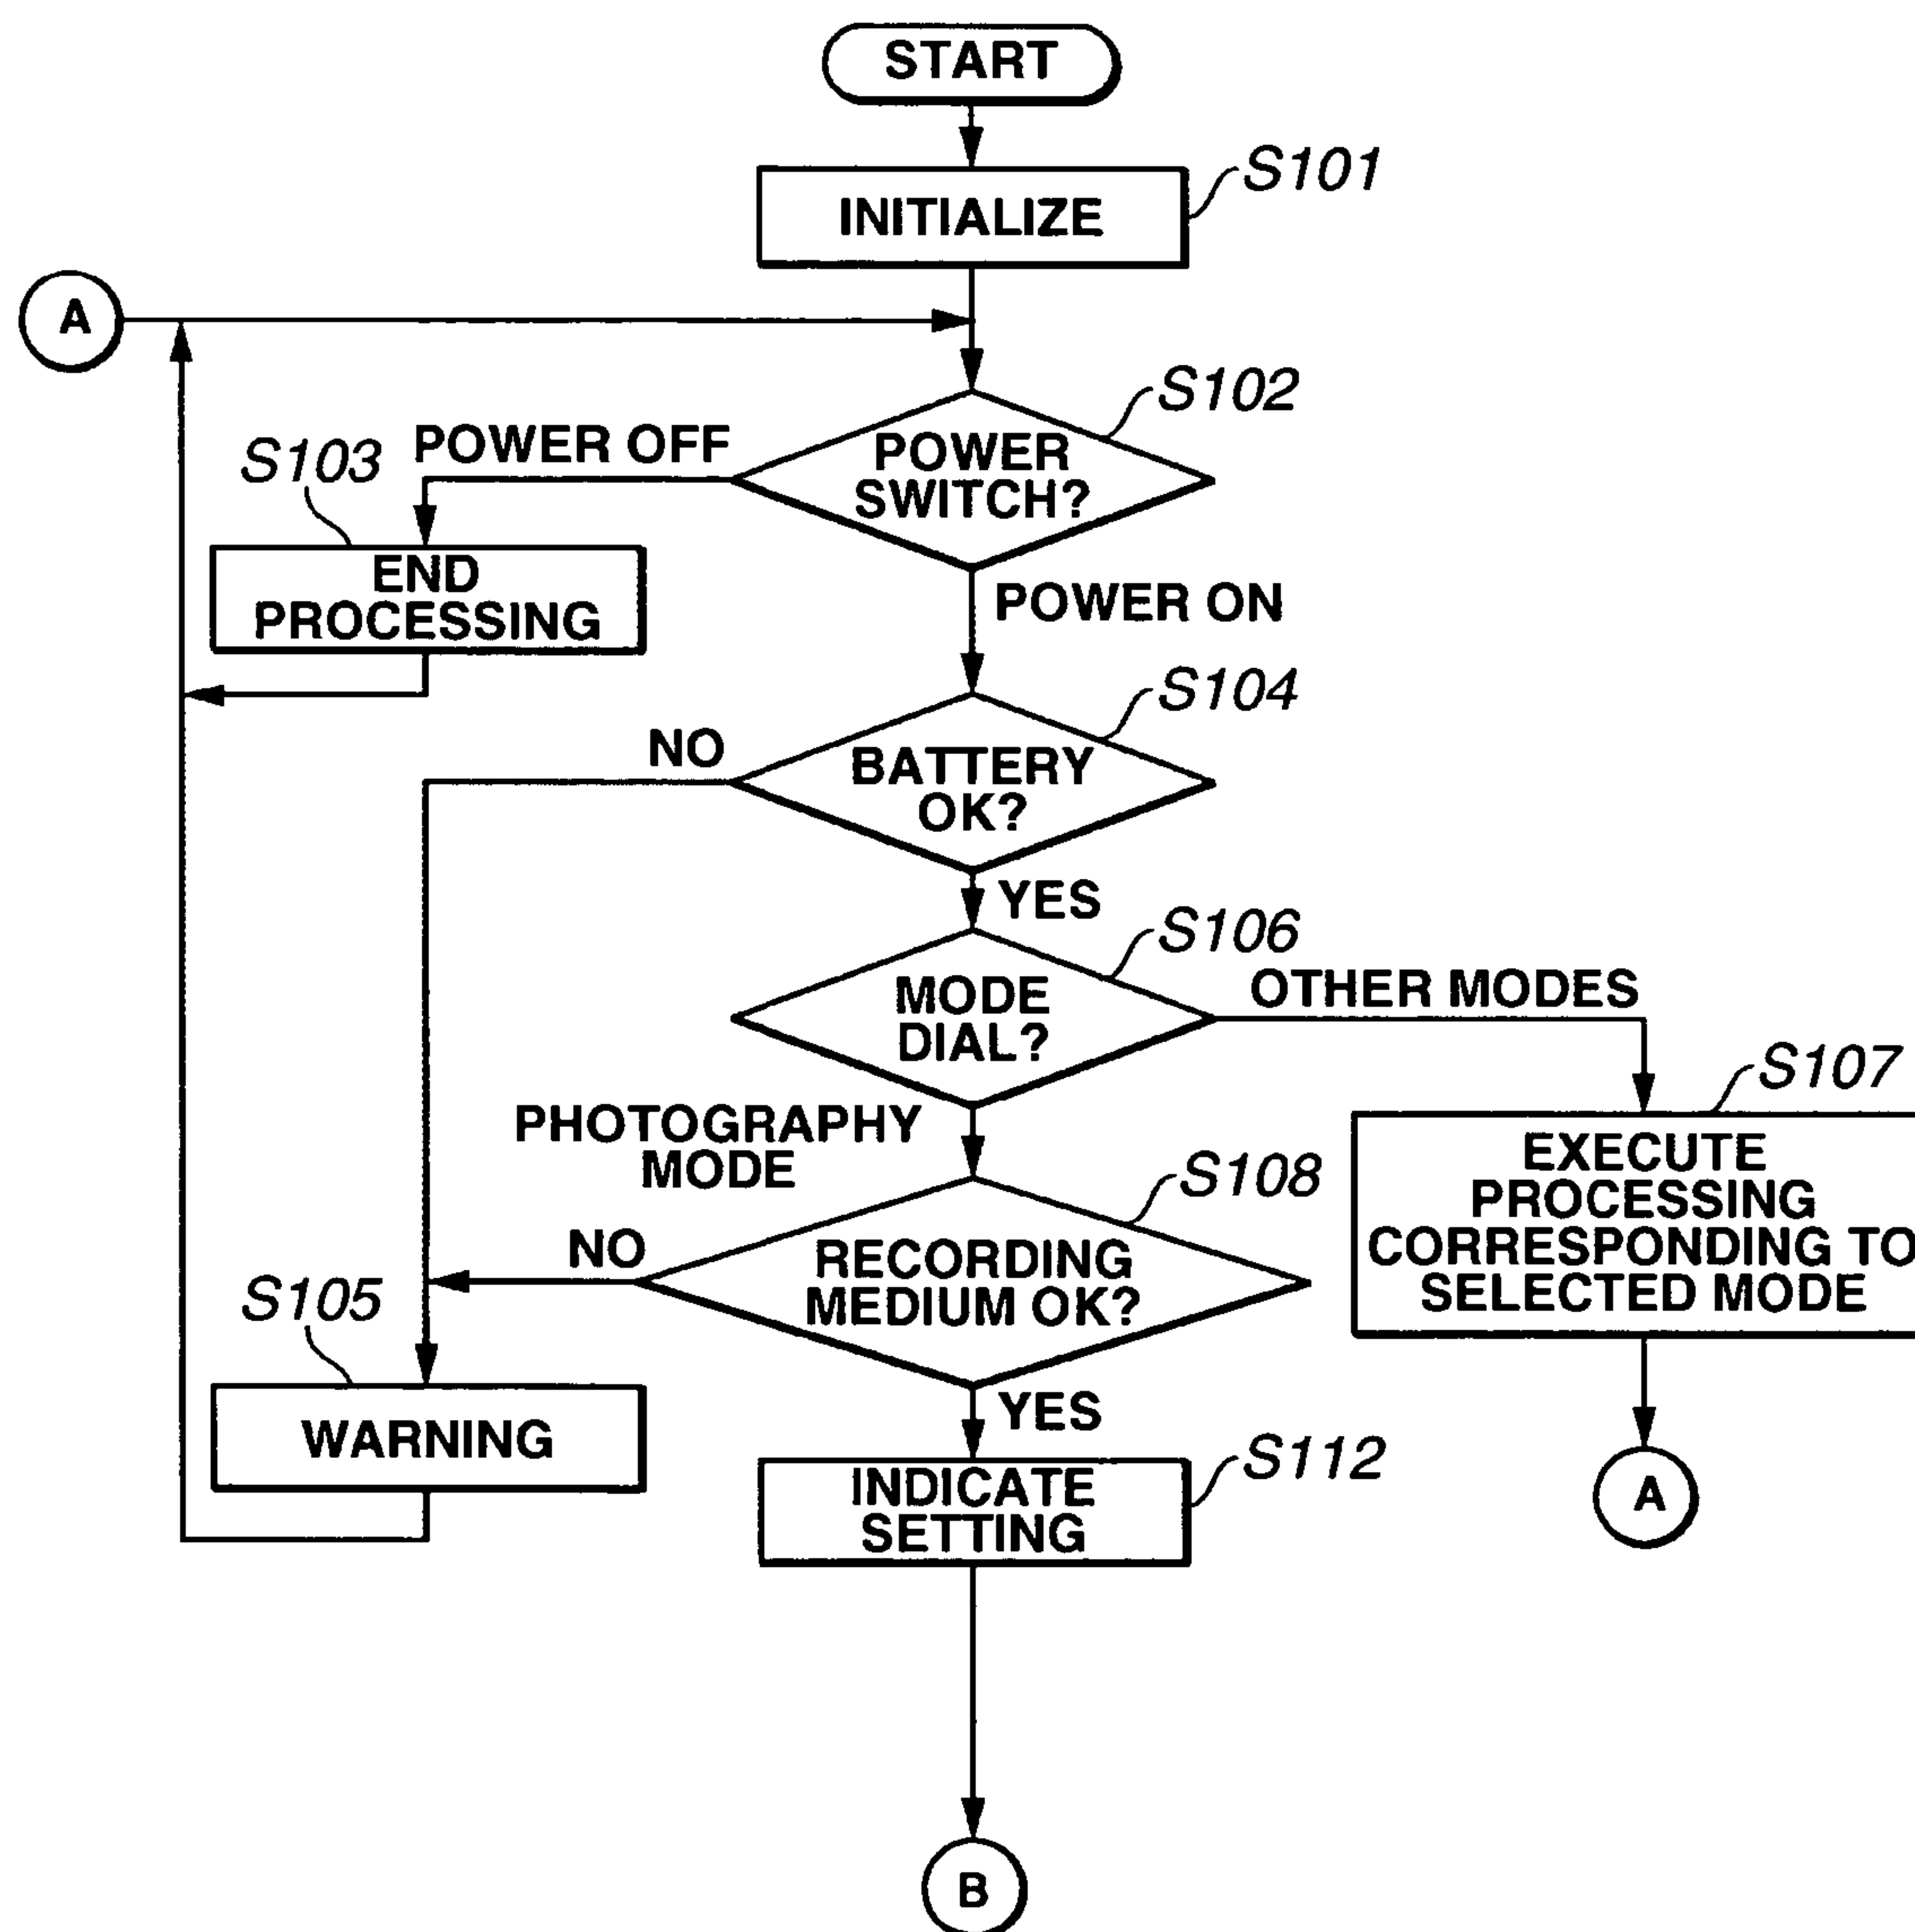 START
S101
INITIALIZE
A
S102
POWER OFF
S103
POWER
SWITCH?
END
PROCESSING
POWER ON
S104
NO
BATTERY
OK?
YES
S106
OTHER MODES
MODE
DIAL?
S107
PHOTOGRAPHY
MODE
EXECUTE
PROCESSING
CORRESPONDING TO
SELECTED MODE
S108
NO
RECORDING
MEDIUM OK?
S105
WARNING
YES
S112
INDICATE
SETTING
A
B